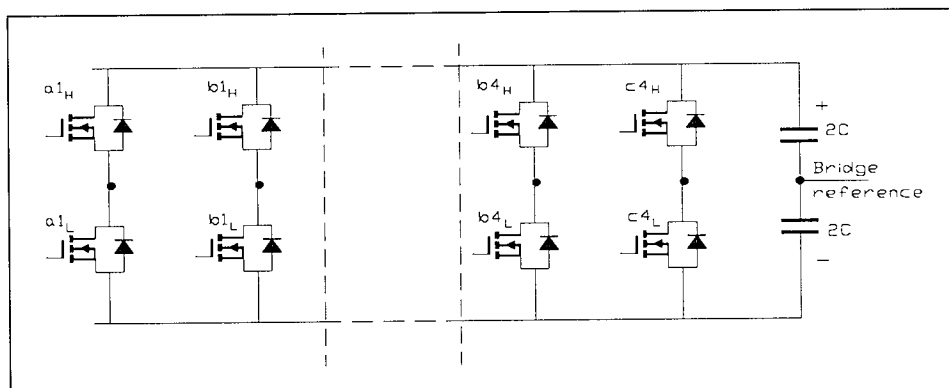 a1H
b1H
b4H
c4H
+
2C
Bridge
reference
a1L
b1L
b4L
c4L
2C
−